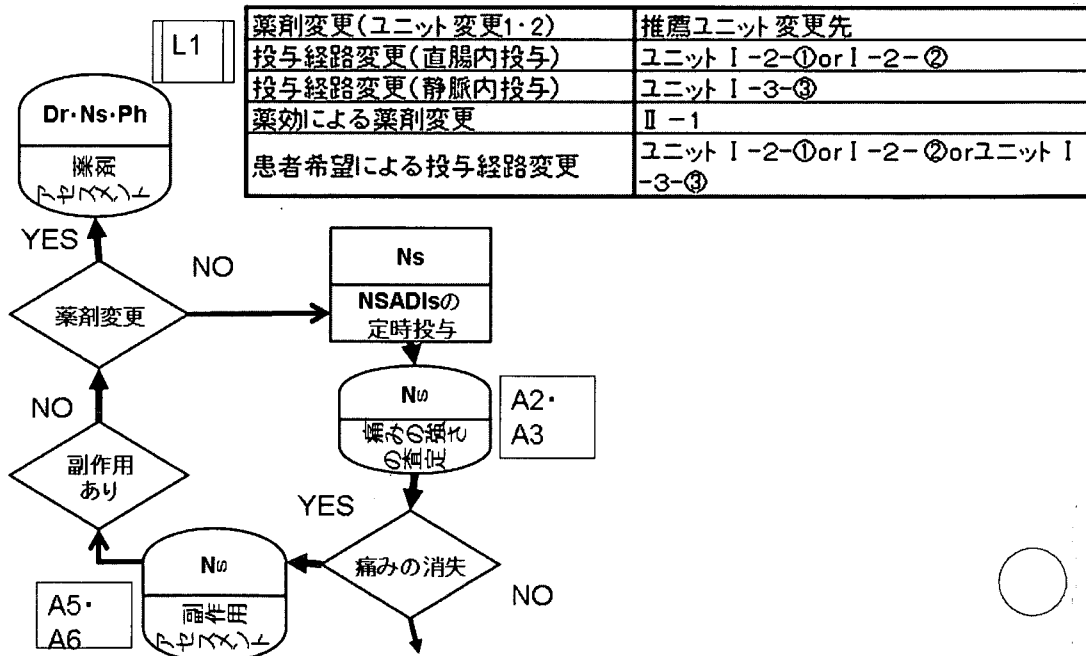 L1
薬剤変更(ユニット変更1・2) 推薦ユニット変更先
投与経路変更(直腸内投与) ユニット Ⅰ-2-①orⅠ-2-②
投与経路変更(静脈内投与) ユニット Ⅰ-3-③
薬効による薬剤変更 Ⅱ-1
患者希望による投与経路変更 ユニット Ⅰ-2-①orⅠ-2-②orユニット Ⅰ
-3-③
Dr・Ns・Ph
薬剤
アセスメント
YES
NO
薬剤変更
Ns
NSADIsの
定時投与
Ns
痛みの強さ
の査定
A2・
A3
NO
副作用
あり
YES
痛みの消失
NO
Ns
副作用
アセスメント
A5・
A6